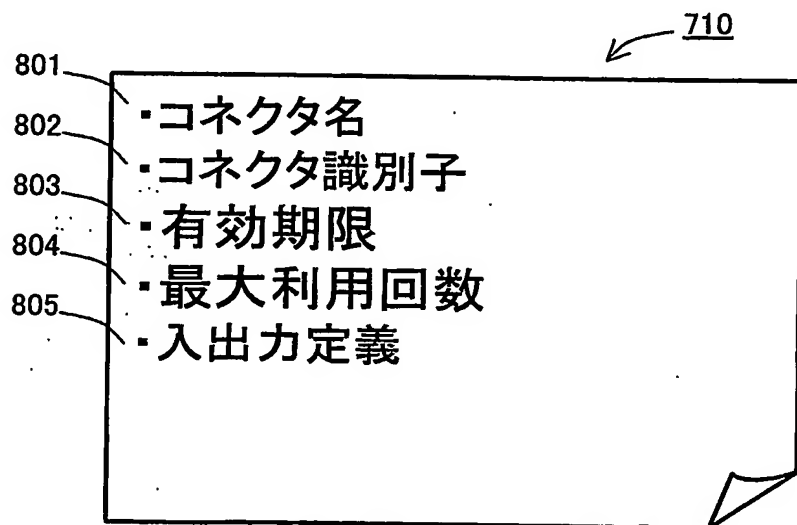 710
801 ・コネクタ名
802 ・コネクタ識別子
803 ・有効期限
804 ・最大利用回数
805 ・入出力定義